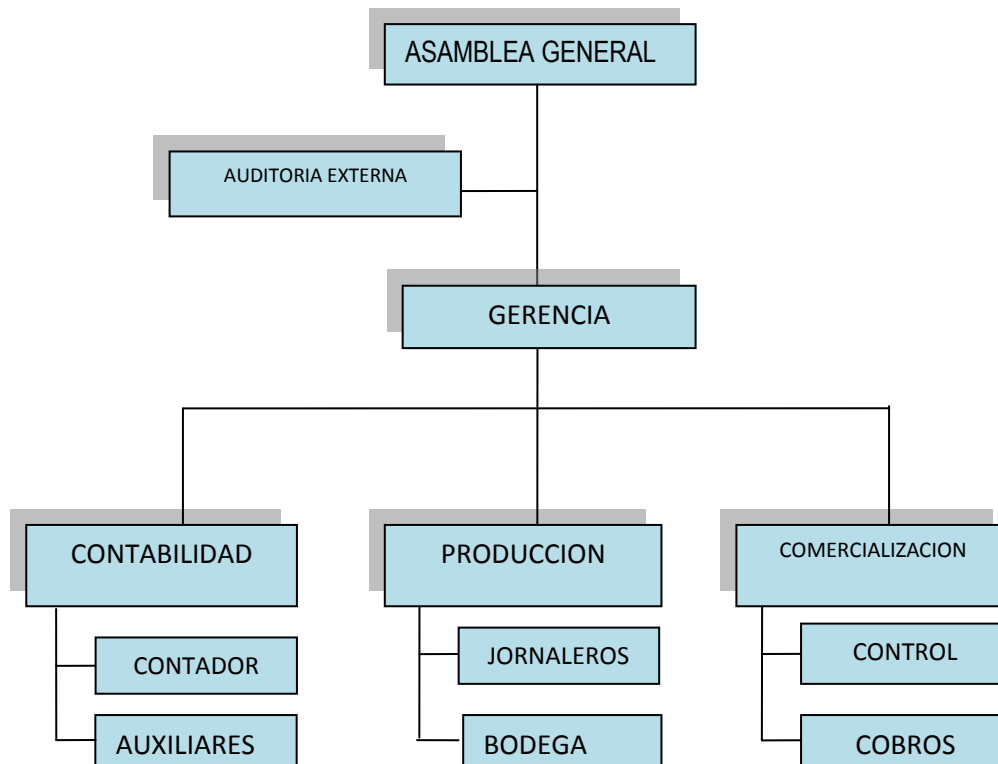 ASAMBLEA GENERAL
AUDITORIA EXTERNA
GERENCIA
CONTABILIDAD
PRODUCCION
COMERCIALIZACION
CONTADOR
JORNALEROS
CONTROL
AUXILIARES
BODEGA
COBROS